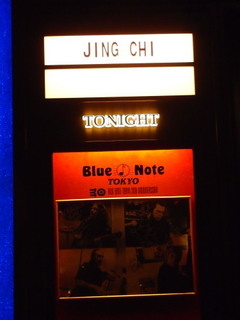 JING CHI
TONIGHT
Blue Note
TOKYO